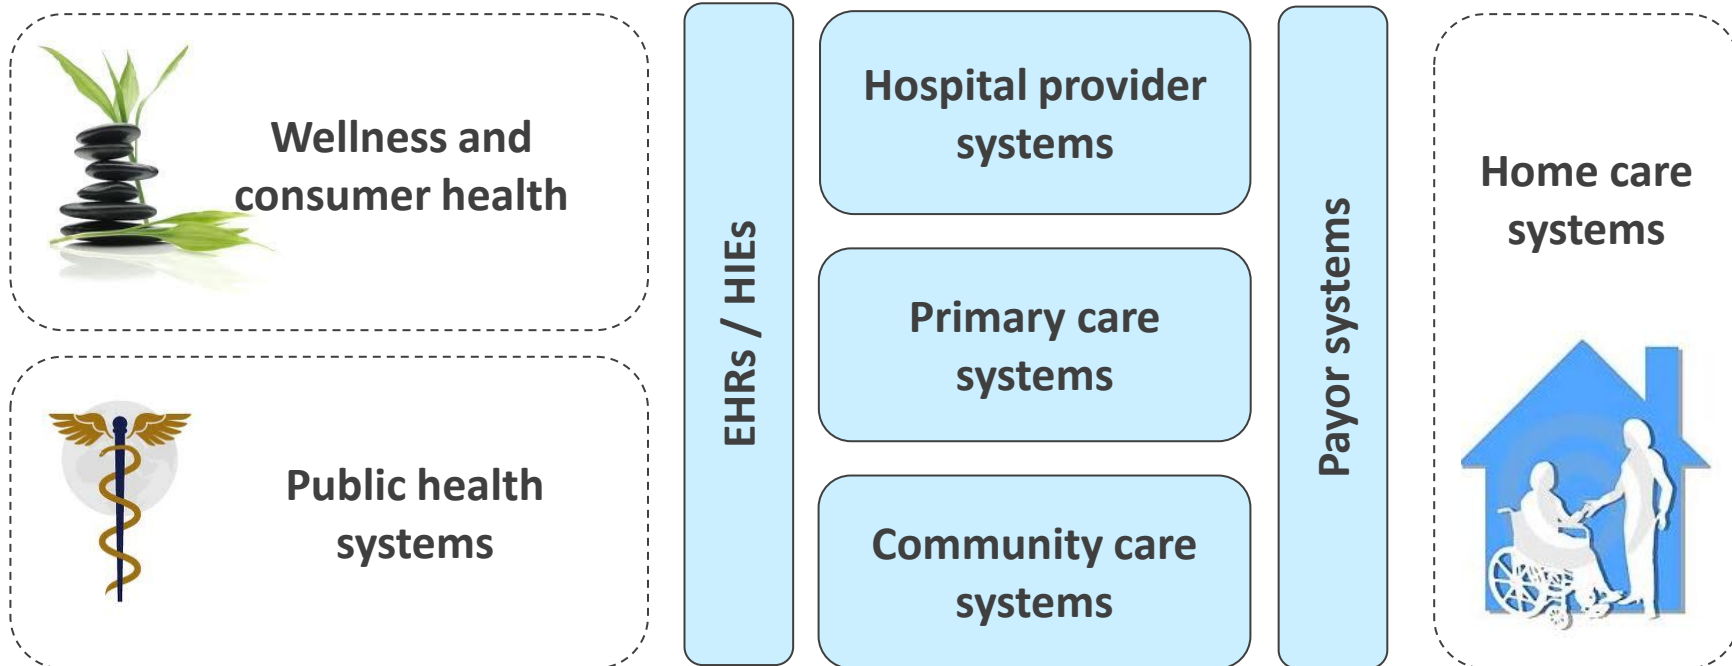 Wellness and
consumer health
Public health
systems
EHRs / HIEs
Hospital provider
systems
Primary care
systems
Community care
systems
Payor systems
Home care
systems